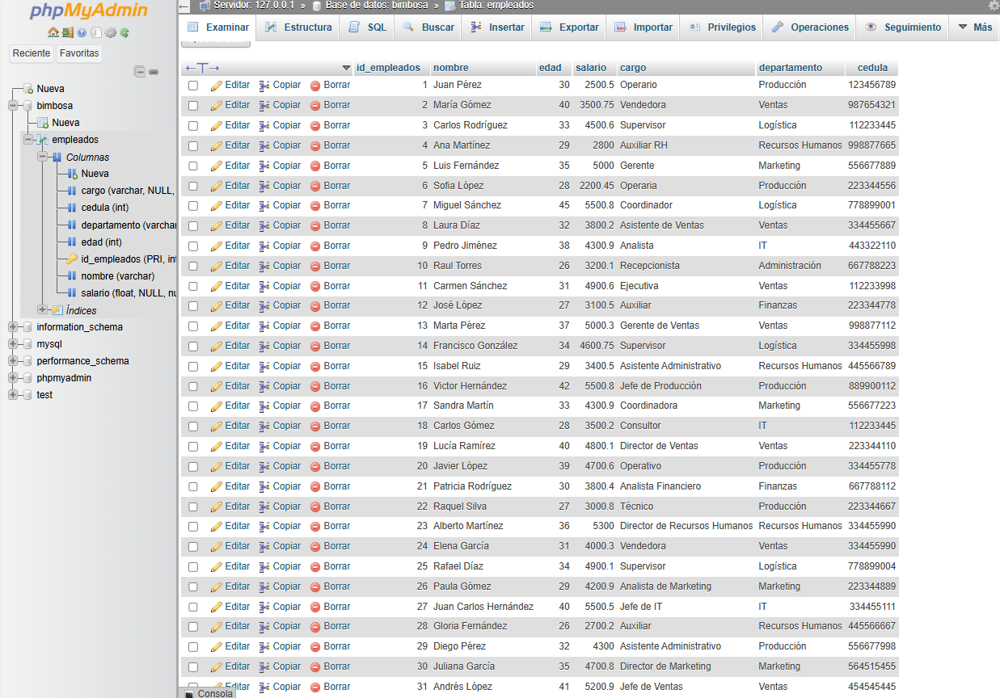 phpMyAdmin
Reciente Favoritas
Nueva
bimbosa
Nueva
empleados
Columnas
Nueva
cargo (varchar, NULL,
cedula (int)
departamento (varchar
edad (int)
id_empleados (PRI, int
nombre (varchar)
salario (float, NULL, nu
Índices
information_schema
mysql
performance_schema
phpmyadmin
test
Servidor: 127.0.0.1 » Base de datos: bimbosa » Tabla: empleados
Examinar Estructura SQL Buscar Insertar Exportar Importar Privilegios Operaciones Seguimiento Más
←T→ id_empleados nombre edad salario cargo departamento cedula
Editar Copiar Borrar 1 Juan Pérez 30 2500.5 Operario Producción 123456789
Editar Copiar Borrar 2 María Gómez 40 3500.75 Vendedora Ventas 987654321
Editar Copiar Borrar 3 Carlos Rodríguez 33 4500.6 Supervisor Logística 112233445
Editar Copiar Borrar 4 Ana Martínez 29 2800 Auxiliar RH Recursos Humanos 998877665
Editar Copiar Borrar 5 Luis Fernández 35 5000 Gerente Marketing 556677889
Editar Copiar Borrar 6 Sofia López 28 2200.45 Operaria Producción 223344556
Editar Copiar Borrar 7 Miguel Sánchez 45 5500.8 Coordinador Logística 778899001
Editar Copiar Borrar 8 Laura Díaz 32 3800.2 Asistente de Ventas Ventas 334455667
Editar Copiar Borrar 9 Pedro Jiménez 38 4300.9 Analista IT 443322110
Editar Copiar Borrar 10 Raul Torres 26 3200.1 Recepcionista Administración 667788223
Editar Copiar Borrar 11 Carmen Sánchez 31 4900.6 Ejecutiva Ventas 112233998
Editar Copiar Borrar 12 José López 27 3100.5 Auxiliar Finanzas 223344778
Editar Copiar Borrar 13 Marta Pérez 37 5000.3 Gerente de Ventas Ventas 998877112
Editar Copiar Borrar 14 Francisco González 34 4600.75 Supervisor Logística 334455998
Editar Copiar Borrar 15 Isabel Ruiz 29 3400.5 Asistente Administrativo Recursos Humanos 445566789
Editar Copiar Borrar 16 Victor Hernández 42 5500.8 Jefe de Producción Producción 889900112
Editar Copiar Borrar 17 Sandra Martín 33 4300.9 Coordinadora Marketing 556677223
Editar Copiar Borrar 18 Carlos Gómez 28 3500.2 Consultor IT 112233445
Editar Copiar Borrar 19 Lucía Ramírez 40 4800.1 Director de Ventas Ventas 223344110
Editar Copiar Borrar 20 Javier López 39 4700.6 Operativo Producción 334455778
Editar Copiar Borrar 21 Patricia Rodríguez 30 3800.4 Analista Financiero Finanzas 667788112
Editar Copiar Borrar 22 Raquel Silva 27 3000.8 Técnico Producción 223344667
Editar Copiar Borrar 23 Alberto Martínez 36 5300 Director de Recursos Humanos Recursos Humanos 334455990
Editar Copiar Borrar 24 Elena García 31 4000.3 Vendedora Ventas 334455990
Editar Copiar Borrar 25 Rafael Díaz 34 4900.1 Supervisor Logística 778899004
Editar Copiar Borrar 26 Paula Gómez 29 4200.9 Analista de Marketing Marketing 223344889
Editar Copiar Borrar 27 Juan Carlos Hernández 40 5500.5 Jefe de IT IT 334455111
Editar Copiar Borrar 28 Gloria Fernández 26 2700.2 Auxiliar Recursos Humanos 445566667
Editar Copiar Borrar 29 Diego Pérez 32 4300 Asistente Administrativo Producción 556677998
Editar Copiar Borrar 30 Juliana García 35 4700.8 Director de Marketing Marketing 564515455
Editar Copiar Borrar 31 Andrés López 41 5200.9 Jefe de Ventas Ventas 454545445
Consola